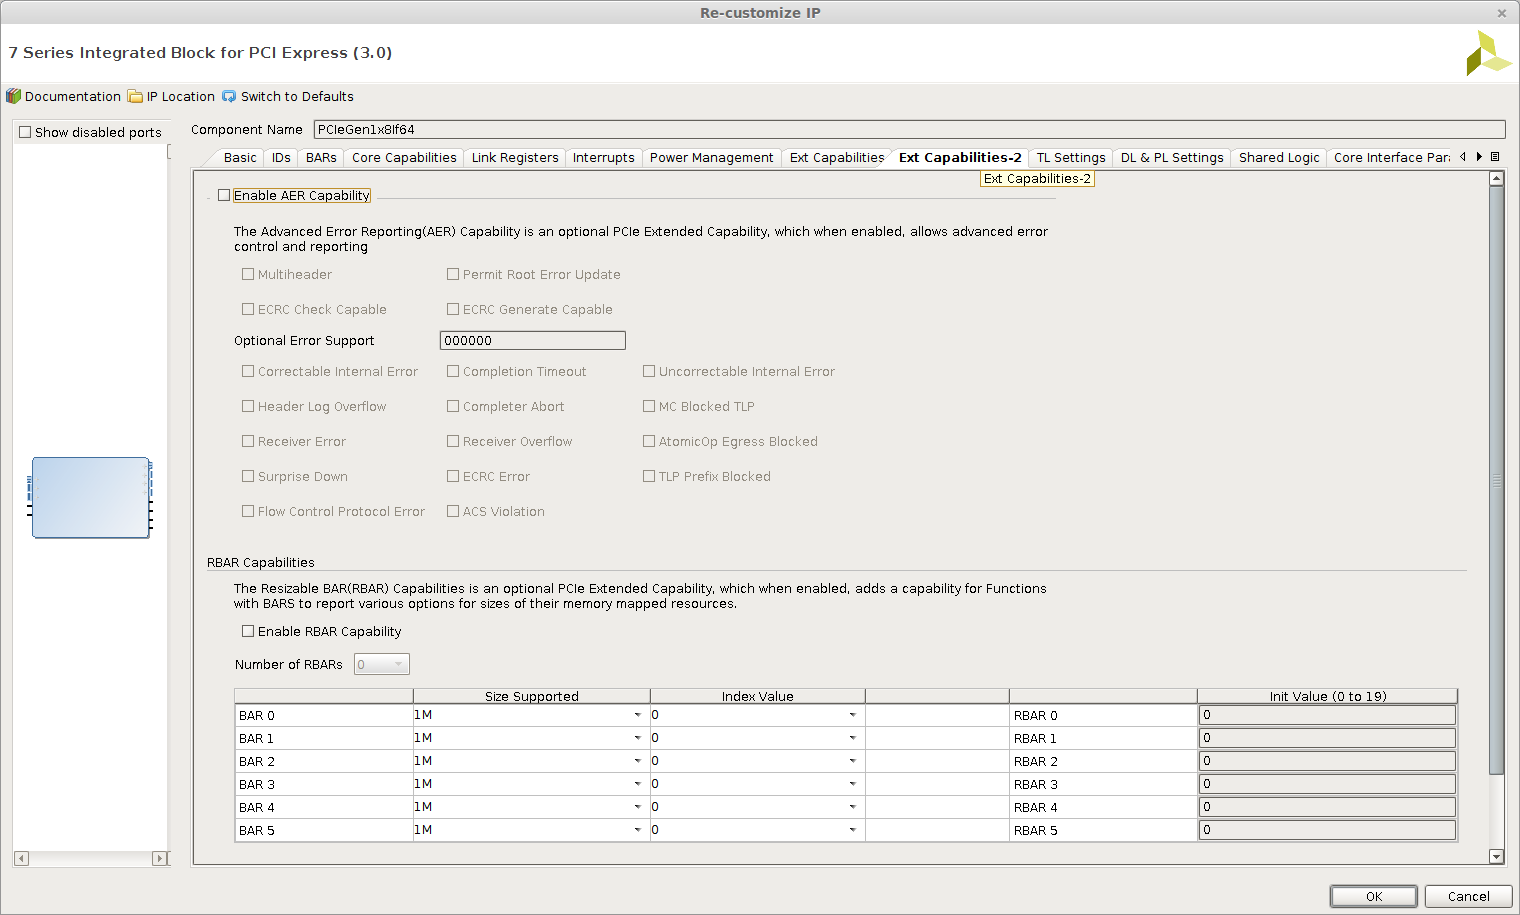 Re-customize IP
7 Series Integrated Block for PCI Express (3.0)
Documentation IP Location Switch to Defaults
Show disabled ports
Component Name PCIeGen1x8If64
Basic IDs BARs Core Capabilities Link Registers Interrupts Power Management Ext Capabilities Ext Capabilities-2 TL Settings DL & PL Settings Shared Logic Core Interface Par
Ext Capabilities-2
Enable AER Capability
The Advanced Error Reporting(AER) Capability is an optional PCIe Extended Capability, which when enabled, allows advanced error
control and reporting
Multiheader Permit Root Error Update
ECRC Check Capable ECRC Generate Capable
Optional Error Support 000000
Correctable Internal Error Completion Timeout Uncorrectable Internal Error
Header Log Overflow Completer Abort MC Blocked TLP
Receiver Error Receiver Overflow AtomicOp Egress Blocked
Surprise Down ECRC Error TLP Prefix Blocked
Flow Control Protocol Error ACS Violation
RBAR Capabilities
The Resizable BAR(RBAR) Capabilities is an optional PCIe Extended Capability, which when enabled, adds a capability for Functions
with BARS to report various options for sizes of their memory mapped resources.
Enable RBAR Capability
Number of RBARs 0
Size Supported Index Value Init Value (0 to 19)
BAR 0 1M 0 RBAR 0 0
BAR 1 1M 0 RBAR 1 0
BAR 2 1M 0 RBAR 2 0
BAR 3 1M 0 RBAR 3 0
BAR 4 1M 0 RBAR 4 0
BAR 5 1M 0 RBAR 5 0
OK Cancel